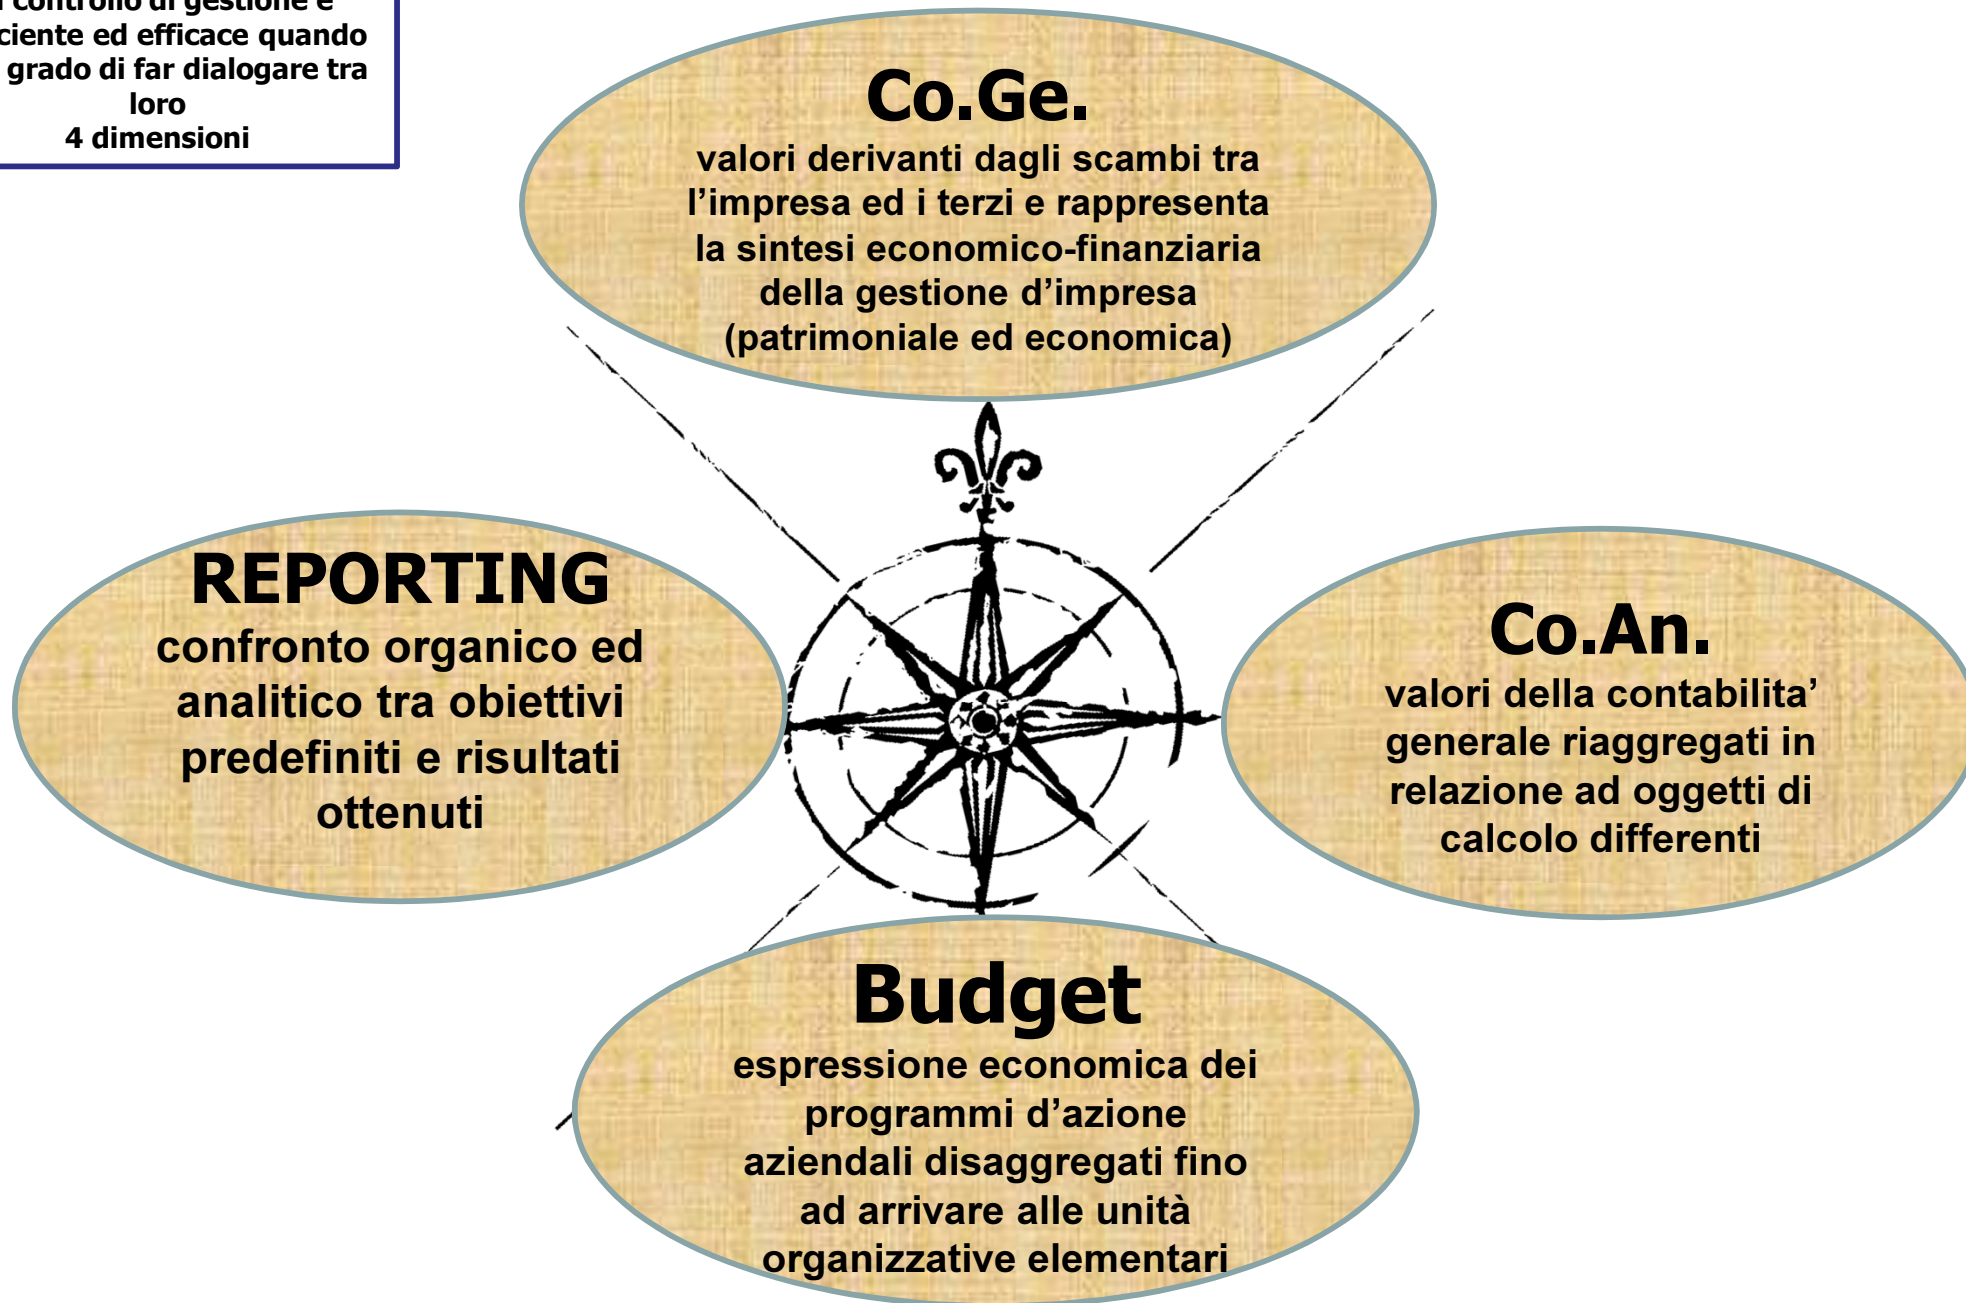 controllo di gestione è
ed efficace quando
grado di far dialogare tra
loro
4 dimensioni
Co.Ge.
valori derivanti dagli scambi tra
l’impresa ed i terzi e rappresenta
la sintesi economico-finanziaria
della gestione d’impresa
(patrimoniale ed economica)
REPORTING
confronto organico ed
analitico tra obiettivi
predefiniti e risultati
ottenuti
Co.An.
valori della contabilita’
generale riaggregati in
relazione ad oggetti di
calcolo differenti
Budget
espressione economica dei
programmi d’azione
aziendali disaggregati fino
ad arrivare alle unità
organizzative elementari